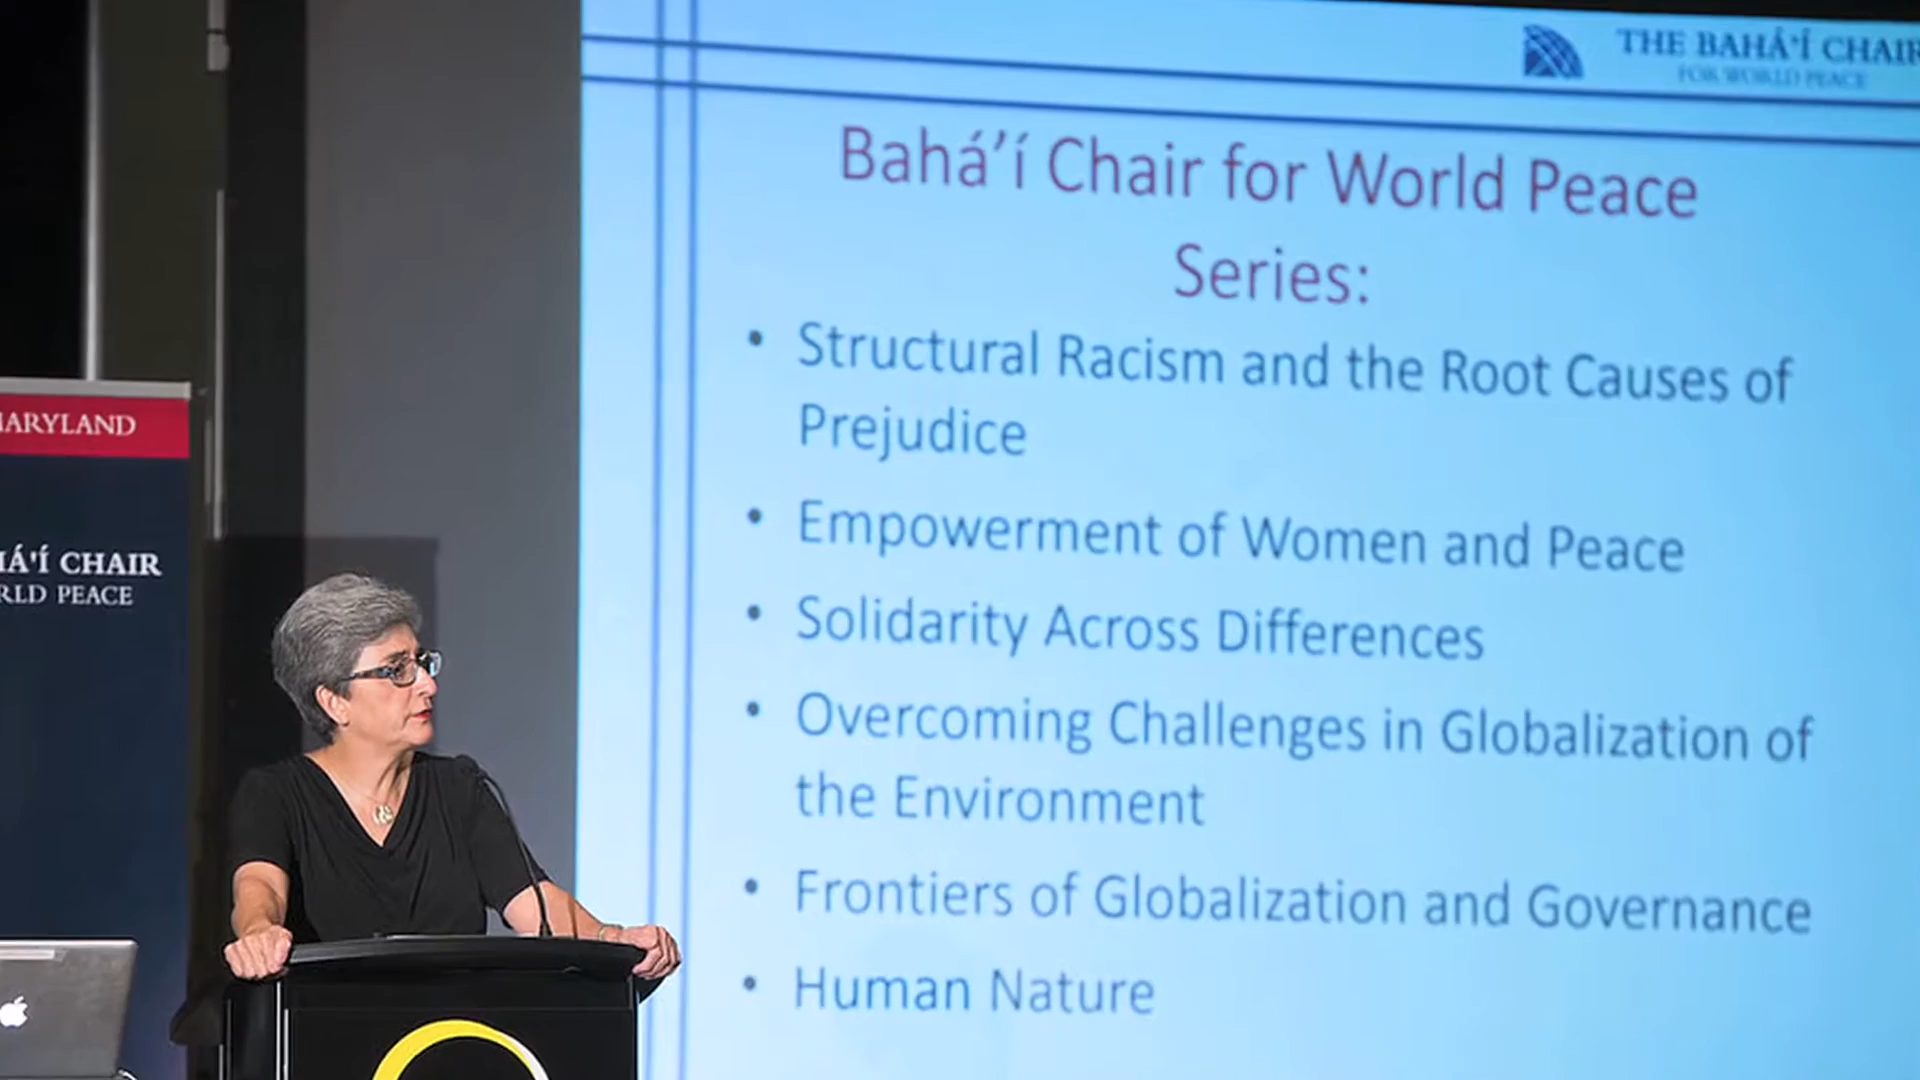 THE BAHÁ'Í CHAIR
FOR WORLD PEACE
Bahá’í Chair for World Peace
Series:
• Structural Racism and the Root Causes of
Prejudice
• Empowerment of Women and Peace
• Solidarity Across Differences
• Overcoming Challenges in Globalization of
the Environment
• Frontiers of Globalization and Governance
• Human Nature
MARYLAND
HÁ'Í CHAIR
RLD PEACE